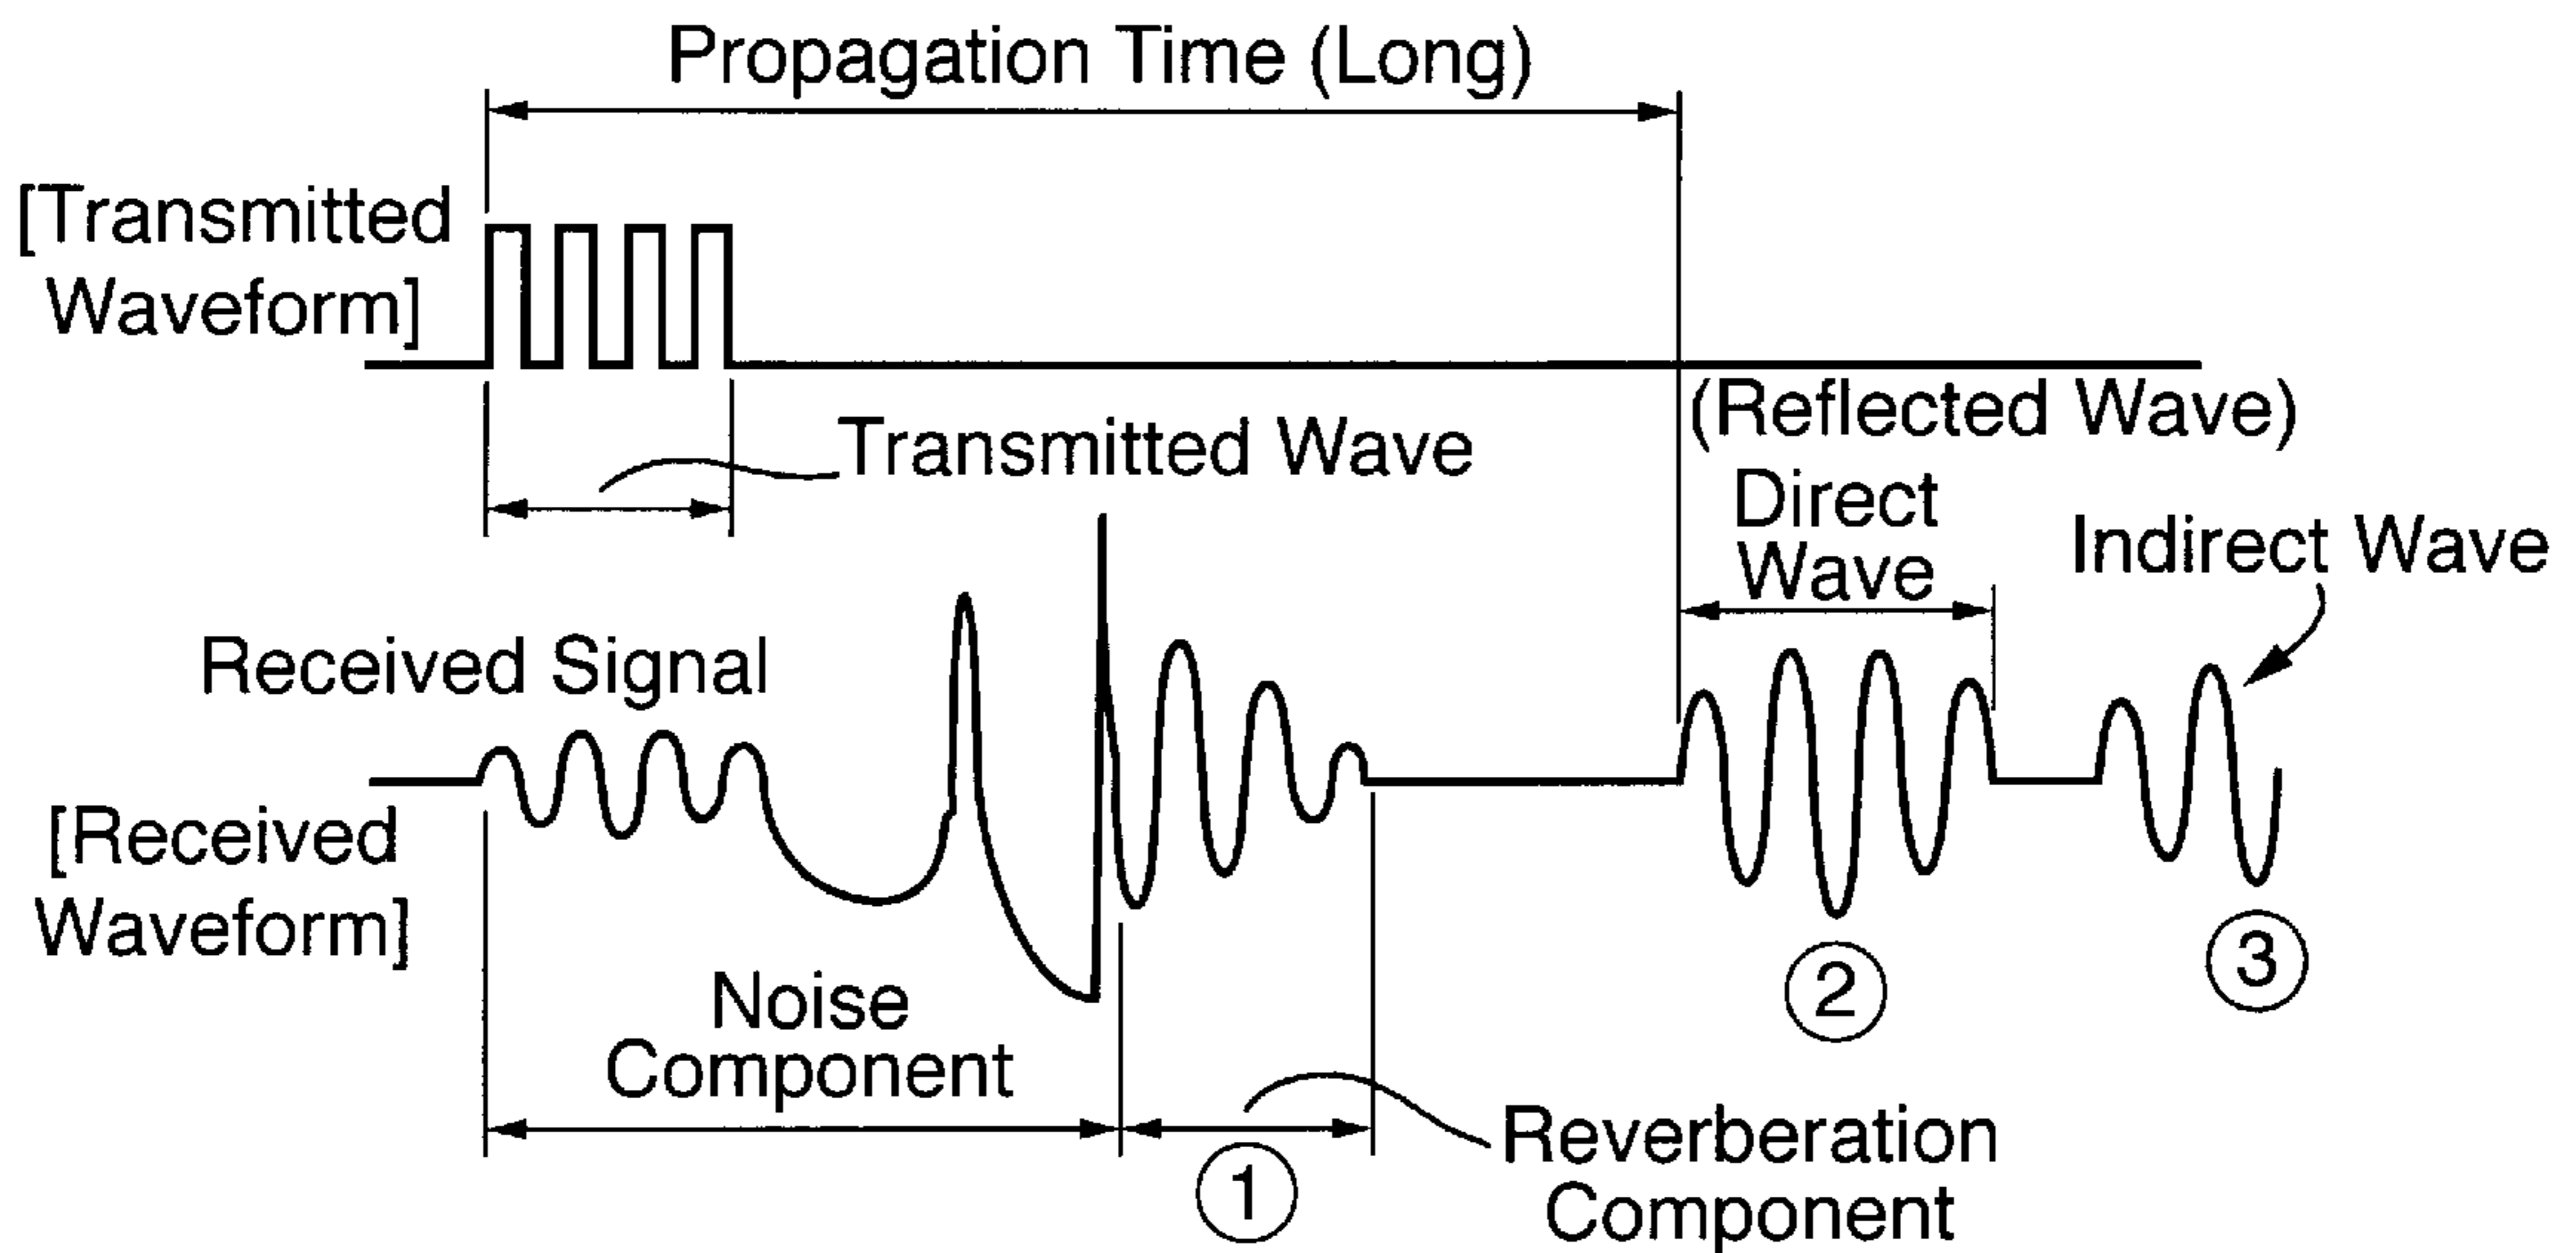 Propagation Time (Long)
[Transmitted
Waveform]
(Reflected Wave)
Transmitted Wave
Direct
Wave
Indirect Wave
Received Signal
[Received
Waveform]
Noise
Component
②
③
①
Reverberation
Component